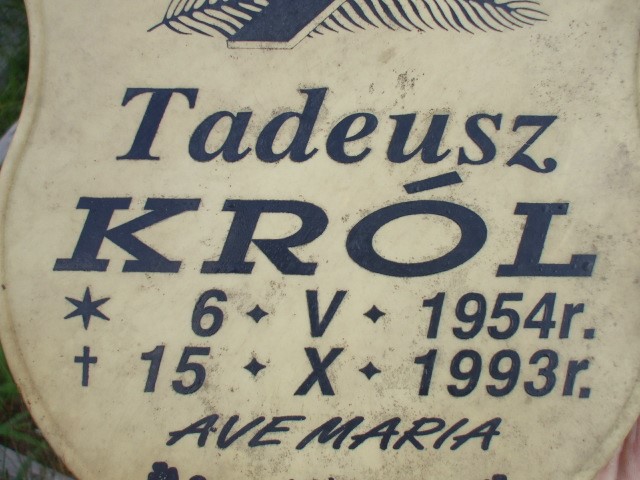 Tadeusz
KRÓL
* 6 • V • 1954r.
† 15 • X • 1993r.
AVE MARIA